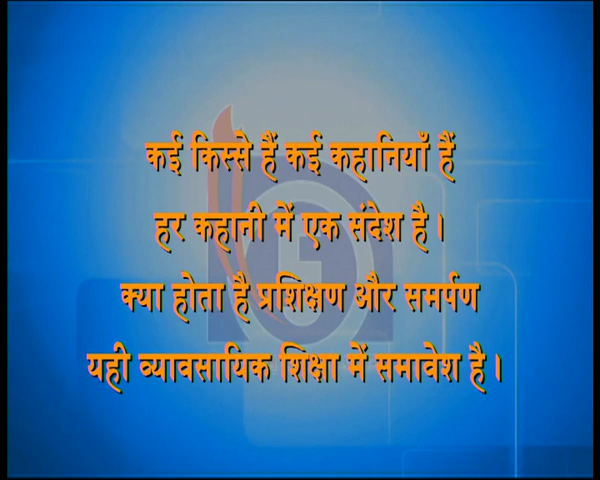 कई किस्से हैं कई कहानियाँ हैं
हर कहानी में एक संदेश है।
क्या होता है प्रशिक्षण और समर्पण
यही व्यावसायिक शिक्षा में समावेश है।